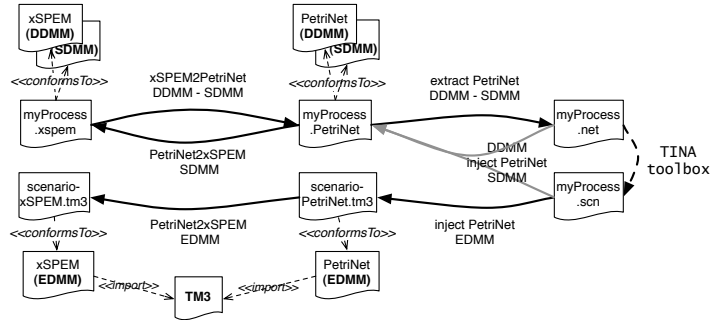 xSPEM
(DDMM)
(SDMM)
PetriNet
(DDMM)
(SDMM)
<<conformsTo>>
<<conformsTo>>
xSPEM2PetriNet
DDMM - SDMM
extract PetriNet
DDMM - SDMM
myProcess
.xspem
myProcess
.PetriNet
myProcess
.net
PetriNet2xSPEM
SDMM
DDMM
inject PetriNet
SDMM
TINA
toolbox
scenario-
xSPEM.tm3
scenario-
PetriNet.tm3
myProcess
.scn
PetriNet2xSPEM
EDMM
inject PetriNet
EDMM
<<conformsTo>>
<<conformsTo>>
xSPEM
(EDMM)
<<import>>
TM3
<<import>>
PetriNet
(EDMM)